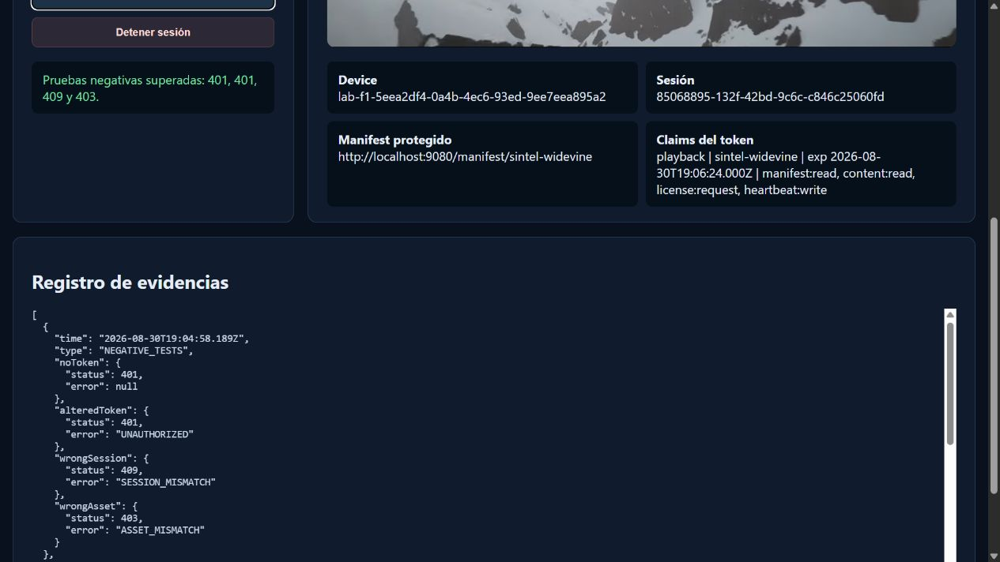 Detener sesión
Pruebas negativas superadas: 401, 401,
409 y 403.
Device
lab-f1-5eea2df4-0a4b-4ec6-93ed-9ee7eea895a2
Sesión
85068895-132f-42bd-9c6c-c846c25060fd
Manifest protegido
http://localhost:9080/manifest/sintel-widevine
Claims del token
playback | sintel-widevine | exp 2026-08-
30T19:06:24.000Z | manifest:read, content:read,
license:request, heartbeat:write
Registro de evidencias
[
  {
    "time": "2026-08-30T19:04:58.189Z",
    "type": "NEGATIVE_TESTS",
    "noToken": {
      "status": 401,
      "error": null
    },
    "alteredToken": {
      "status": 401,
      "error": "UNAUTHORIZED"
    },
    "wrongSession": {
      "status": 409,
      "error": "SESSION_MISMATCH"
    },
    "wrongAsset": {
      "status": 403,
      "error": "ASSET_MISMATCH"
    }
  },